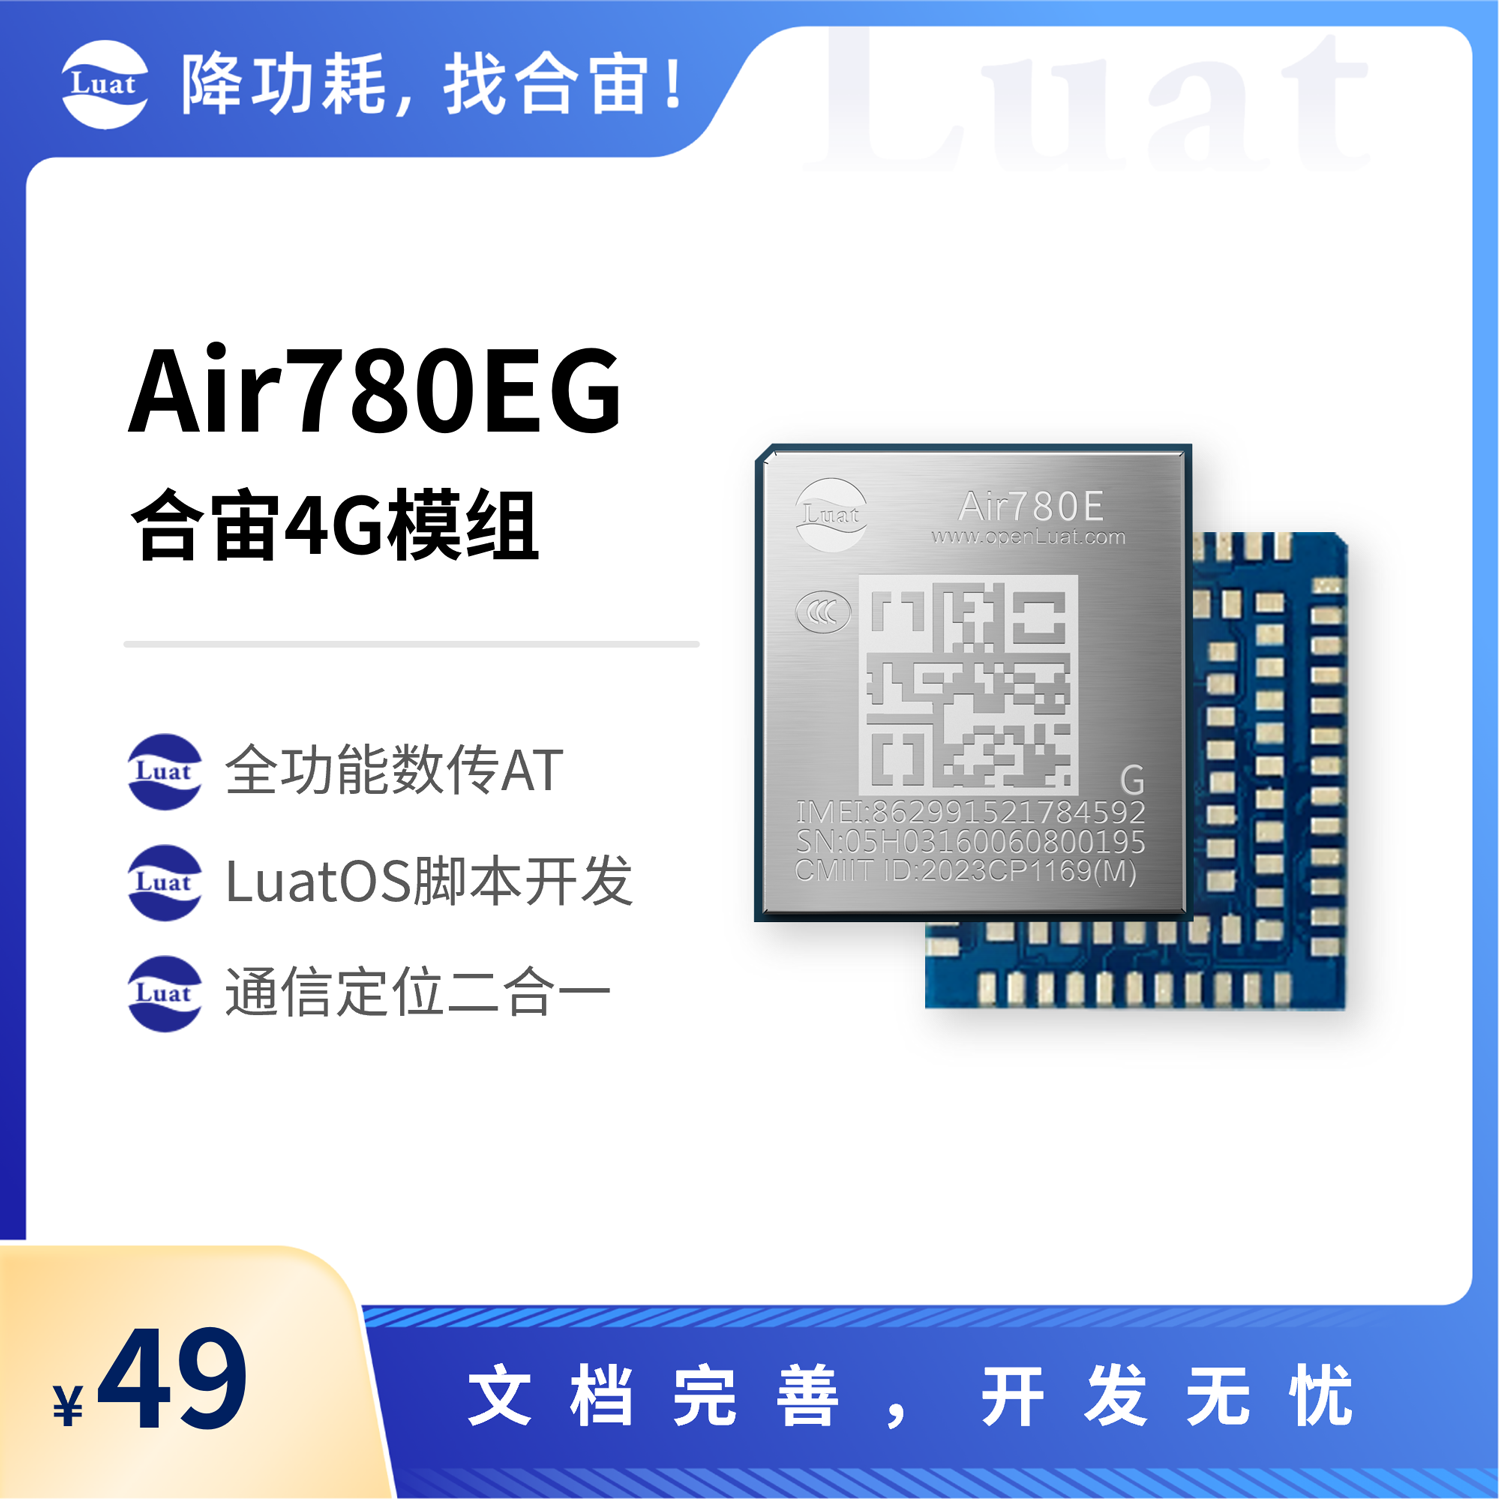 Luat
降功耗, 找合宙!
Luat
Air780EG
合宙4G模组
Luat 全功能数传AT
Luat LuatOS脚本开发
Luat 通信定位二合一
Luat
Air780E
www.openLuat.com
G
IMEI:862991521784592
SN:05H03160060800195
CMIIT ID:2023CP1169(M)
¥49
文档完善，开发无忧